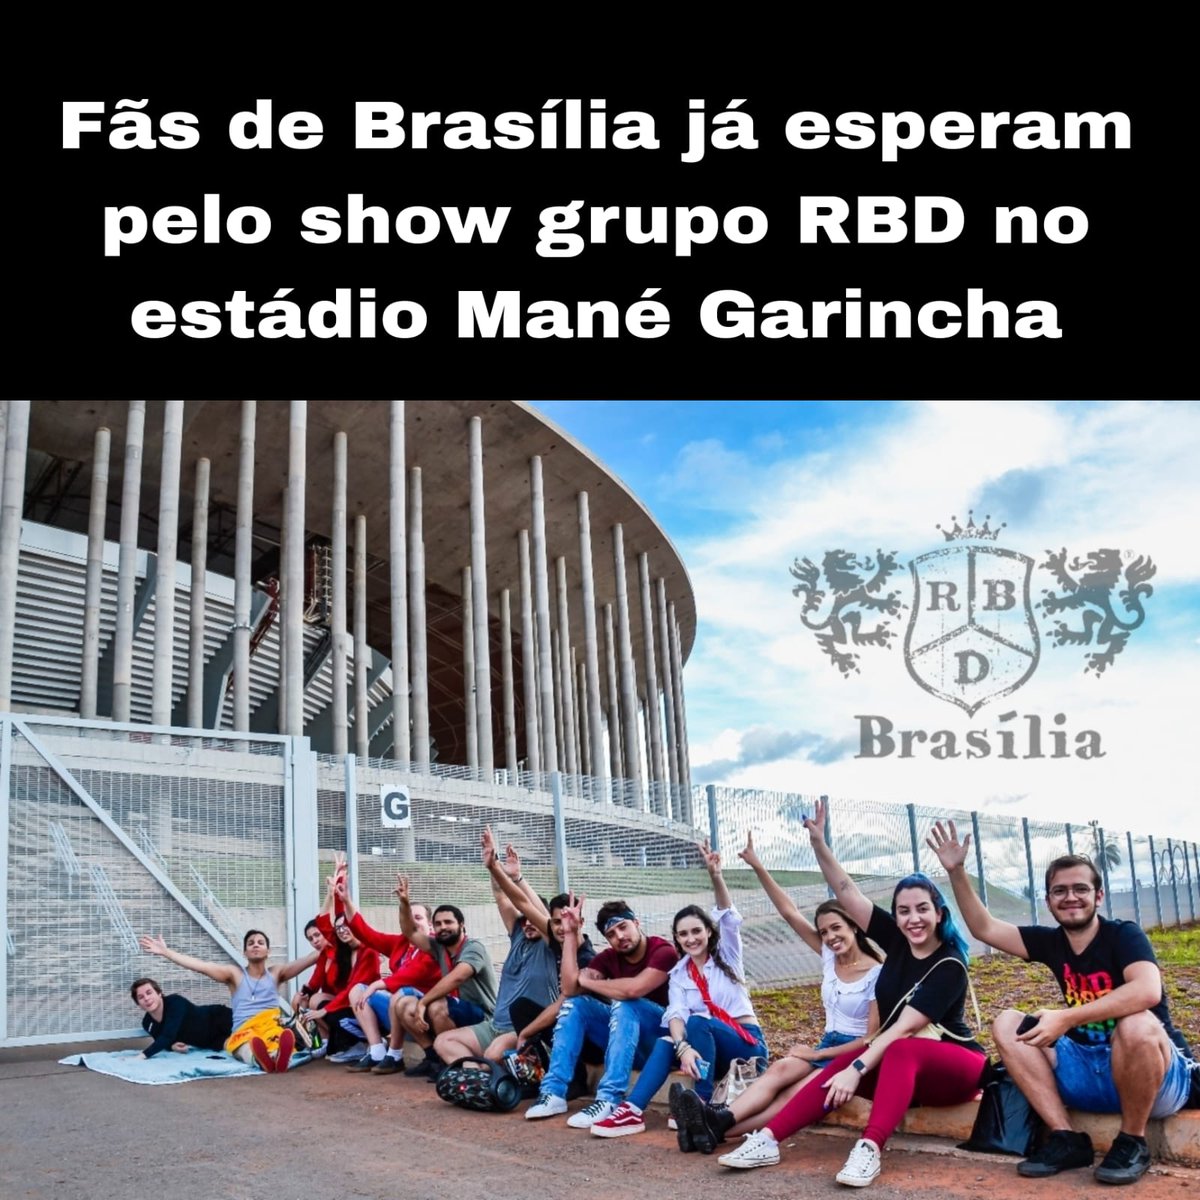 Fãs de Brasília já esperam
pelo show grupo RBD no
estádio Mané Garincha
R B
D
®
Brasília
G